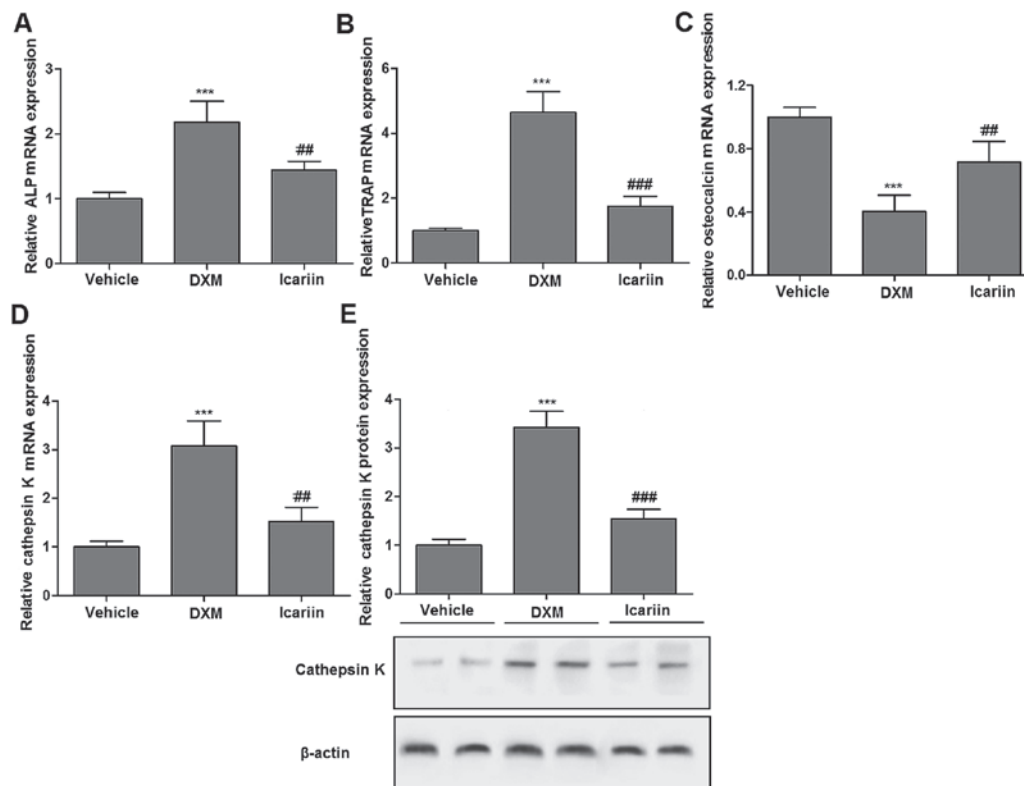 A
Relative ALP mRNA expression
3
2
1
0
***
##
Vehicle DXM Icariin
B
Relative TRAP mRNA expression
6
4
2
0
***
###
Vehicle DXM Icariin
C
Relative osteocalcin mRNA expression
1.2
0.8
0.4
0.0
***
##
Vehicle DXM Icariin
D
Relative cathepsin K mRNA expression
4
3
2
1
0
***
##
Vehicle DXM Icariin
E
Relative cathepsin K protein expression
4
3
2
1
0
***
###
Vehicle DXM Icariin
Cathepsin K
β-actin